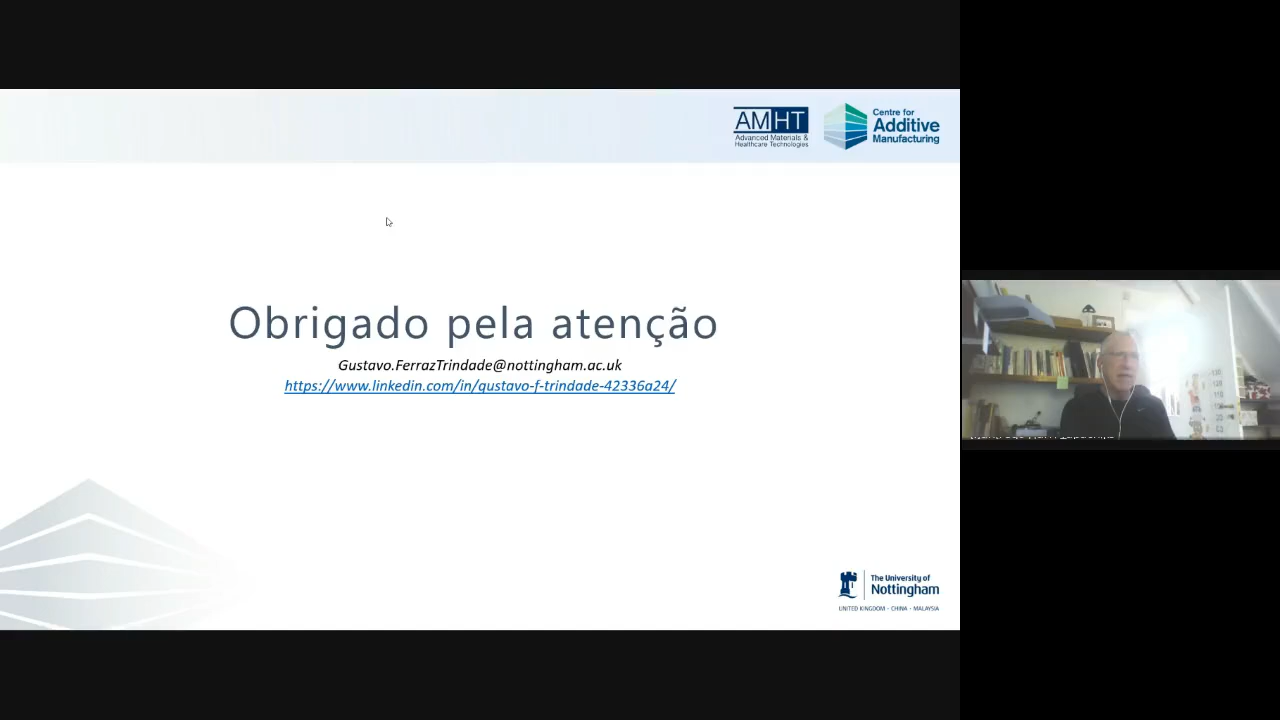 AMHT
Advanced Materials &
Healthcare Technologies
Centre for
Additive
Manufacturing
Obrigado pela atenção
Gustavo.FerrazTrindade@nottingham.ac.uk
https://www.linkedin.com/in/gustavo-f-trindade-42336a24/
The University of
Nottingham
UNITED KINGDOM · CHINA · MALAYSIA